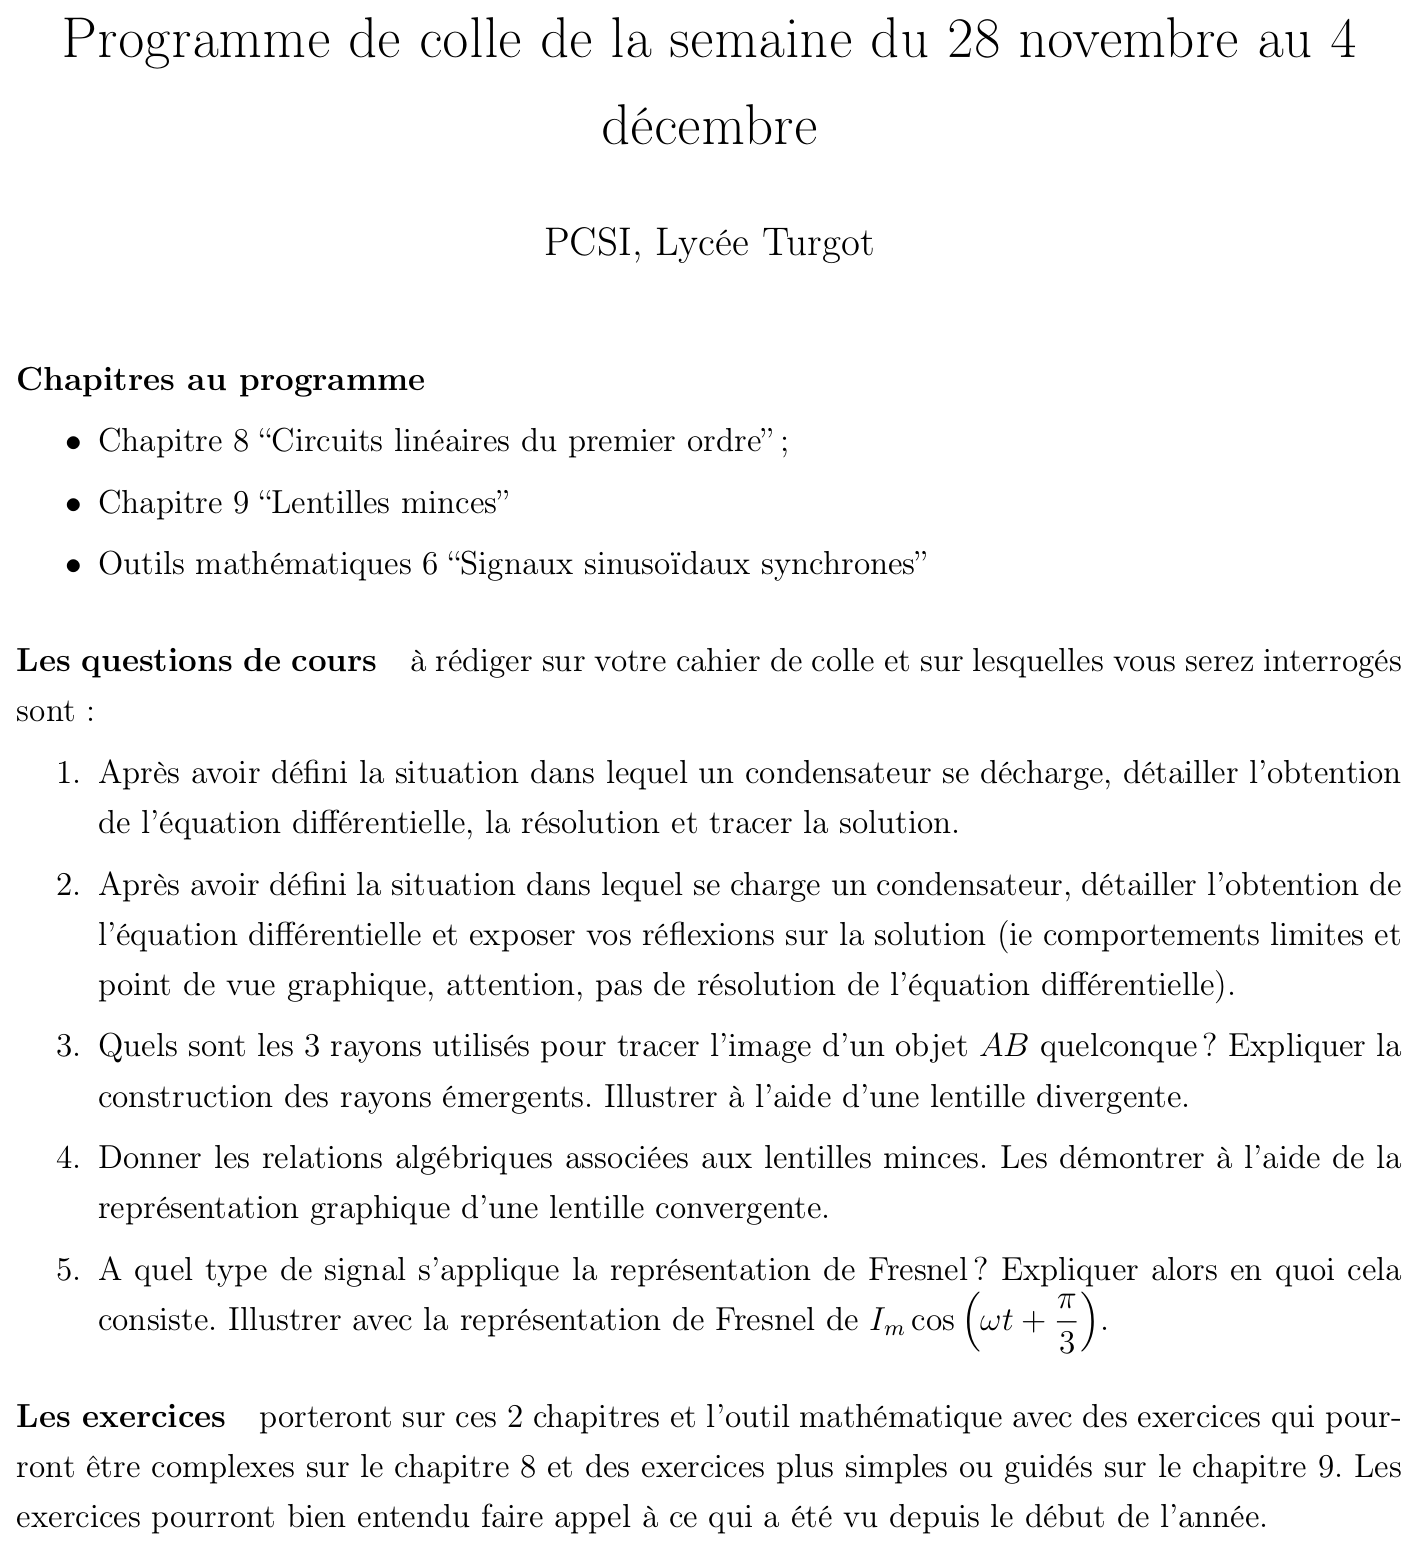 Programme de colle de la semaine du 28 novembre au 4
décembre
PCSI, Lycée Turgot
Chapitres au programme
• Chapitre 8 “Circuits linéaires du premier ordre” ;
• Chapitre 9 “Lentilles minces”
• Outils mathématiques 6 “Signaux sinusoïdaux synchrones”
Les questions de cours à rédiger sur votre cahier de colle et sur lesquelles vous serez interrogés
sont :
1. Après avoir défini la situation dans lequel un condensateur se décharge, détailler l’obtention
de l’équation différentielle, la résolution et tracer la solution.
2. Après avoir défini la situation dans lequel se charge un condensateur, détailler l’obtention de
l’équation différentielle et exposer vos réflexions sur la solution (ie comportements limites et
point de vue graphique, attention, pas de résolution de l’équation différentielle).
3. Quels sont les 3 rayons utilisés pour tracer l’image d’un objet AB quelconque ? Expliquer la
construction des rayons émergents. Illustrer à l’aide d’une lentille divergente.
4. Donner les relations algébriques associées aux lentilles minces. Les démontrer à l’aide de la
représentation graphique d’une lentille convergente.
5. A quel type de signal s’applique la représentation de Fresnel ? Expliquer alors en quoi cela
consiste. Illustrer avec la représentation de Fresnel de $I_m \cos\left(\omega t + \frac{\pi}{3}\right)$.
Les exercices porteront sur ces 2 chapitres et l’outil mathématique avec des exercices qui pour-
ront être complexes sur le chapitre 8 et des exercices plus simples ou guidés sur le chapitre 9. Les
exercices pourront bien entendu faire appel à ce qui a été vu depuis le début de l’année.